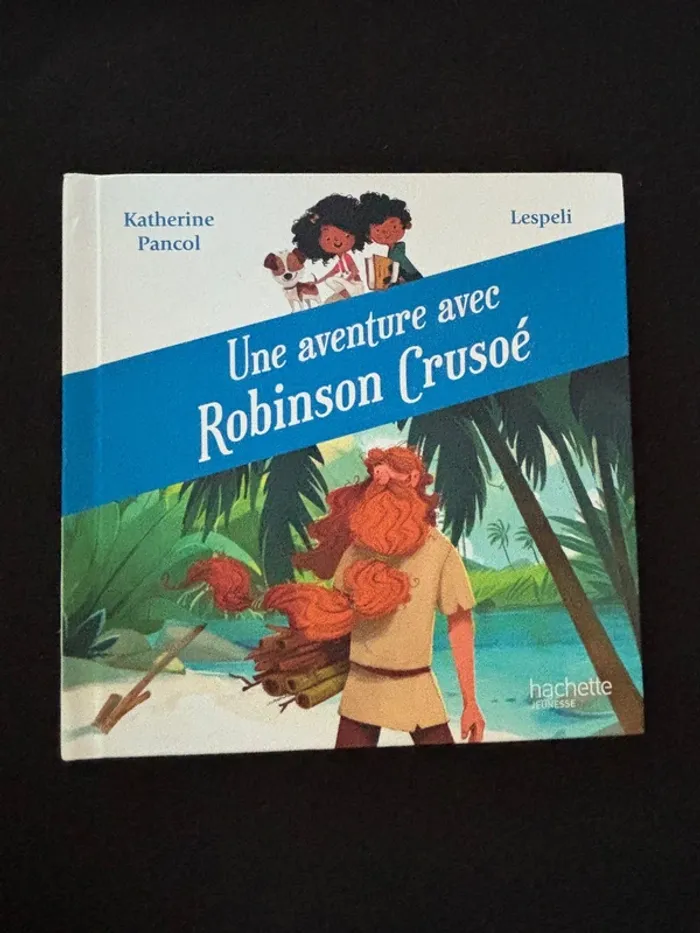 Katherine
Pancol
Lespeli
Une aventure avec
Robinson Crusoé
hachette
JEUNESSE